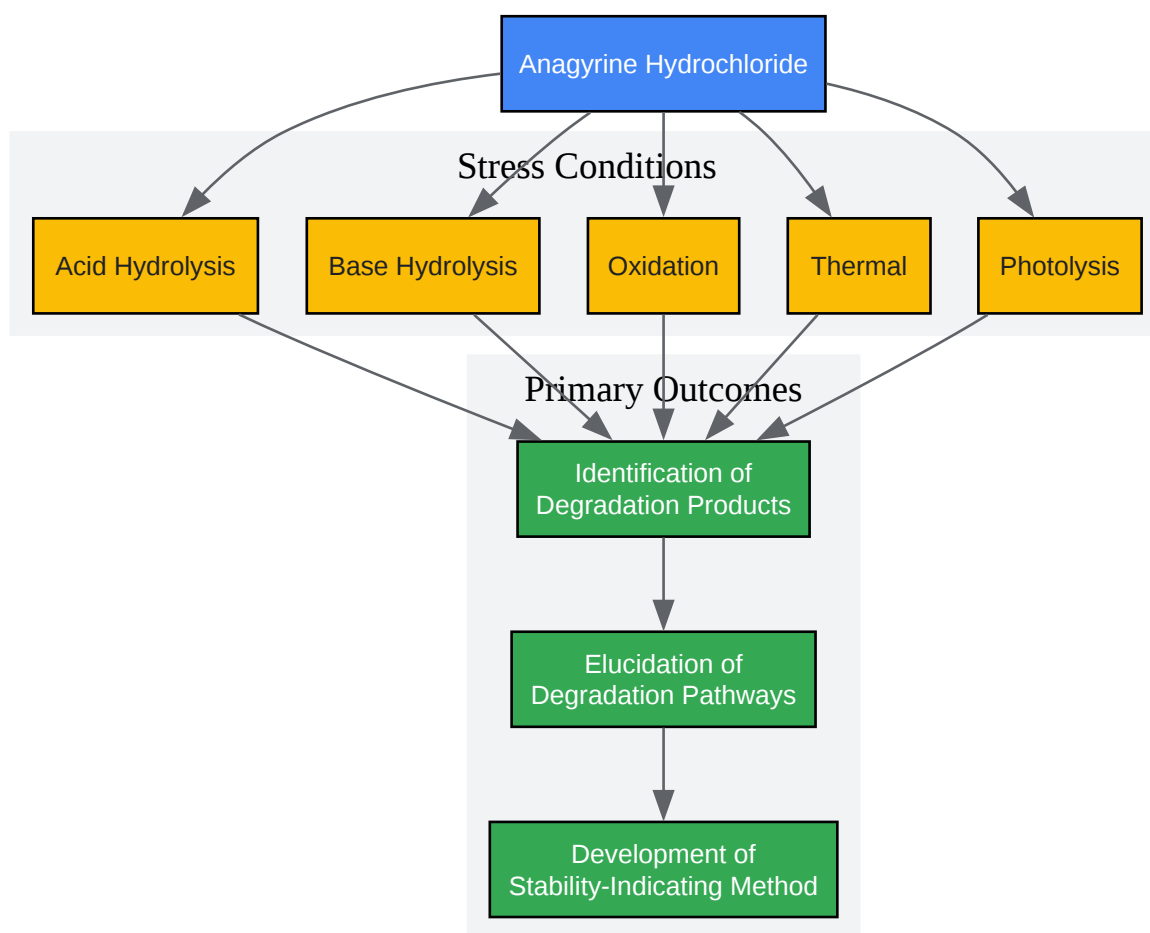 Anagyrine Hydrochloride
Stress Conditions
Acid Hydrolysis
Base Hydrolysis
Oxidation
Thermal
Photolysis
Primary Outcomes
Identification of
Degradation Products
Elucidation of
Degradation Pathways
Development of
Stability-Indicating Method